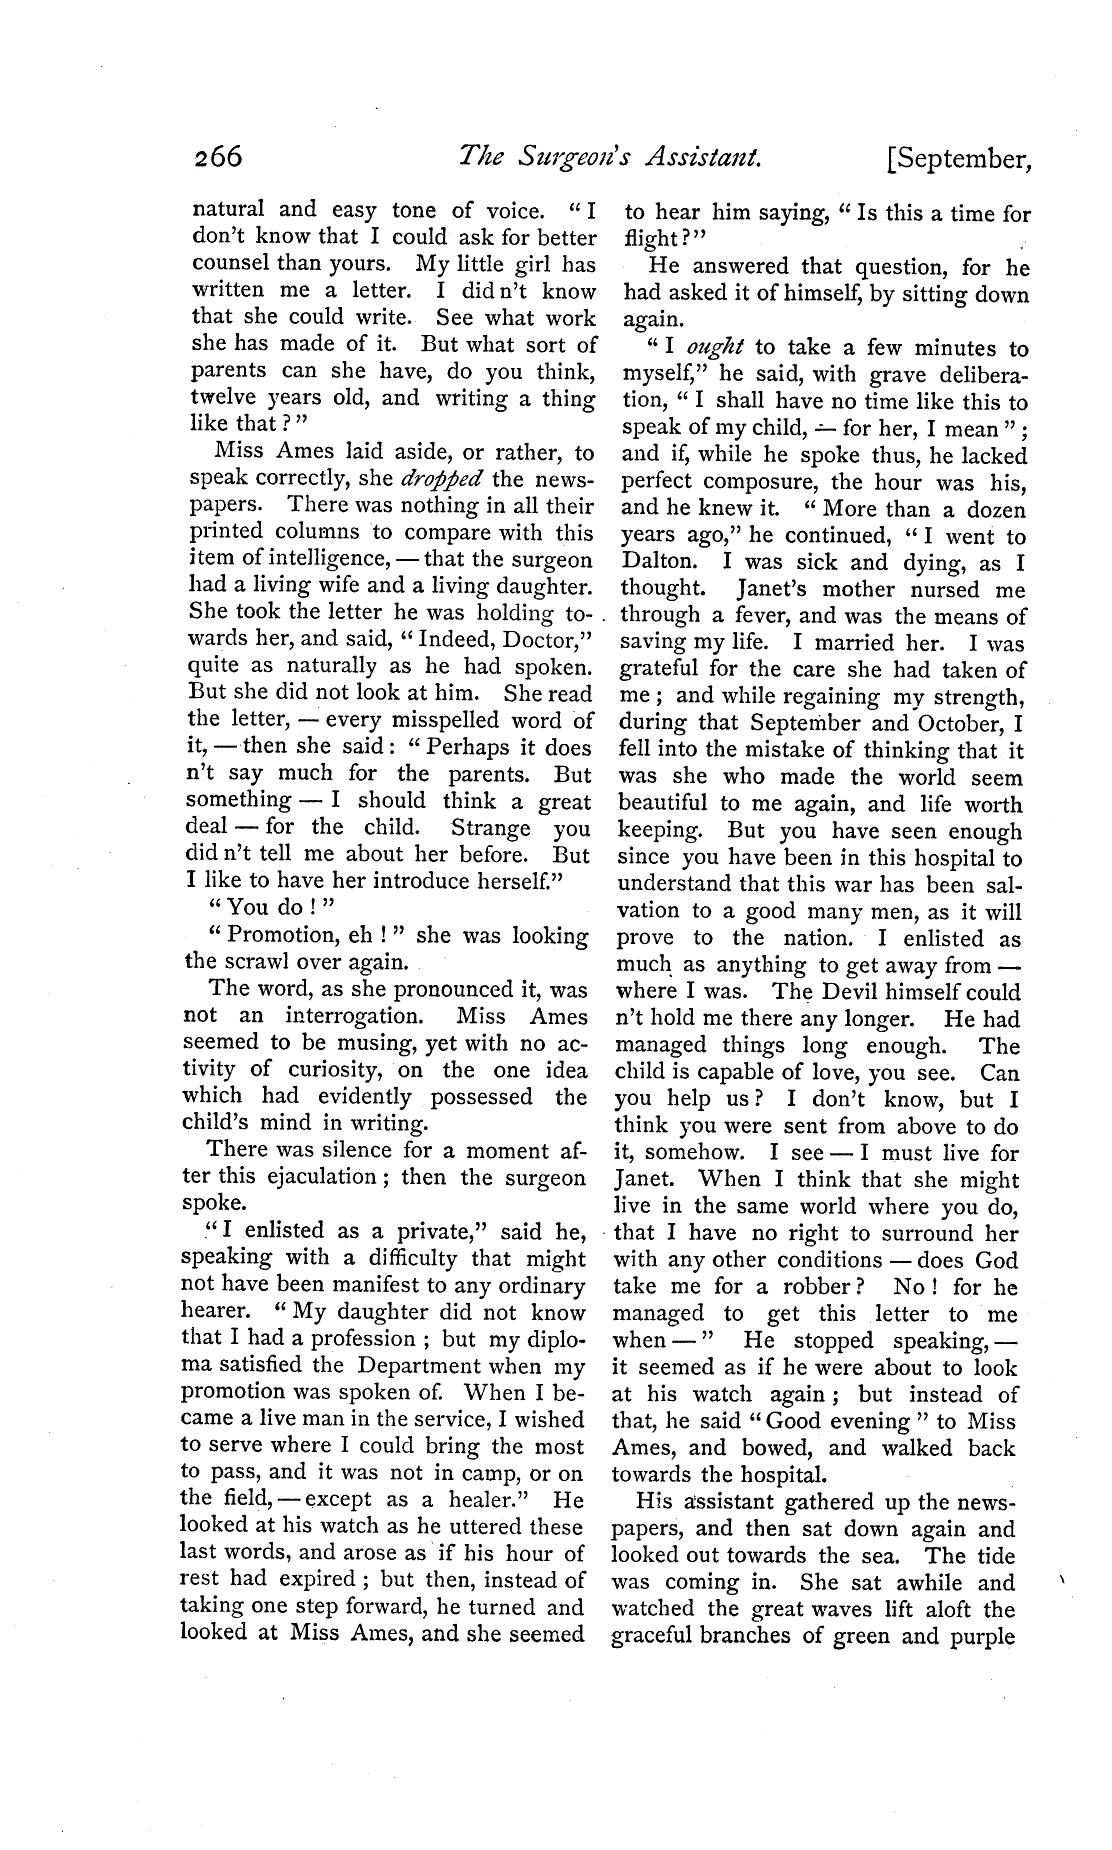 266 The Surgeon's Assistant. [September,
natural and easy tone of voice. "I
don't know that I could ask for better
counsel than yours. My little girl has
written me a letter. I did n't know
that she could write. See what work
she has made of it. But what sort of
parents can she have, do you think,
twelve years old, and writing a thing
like that?"
Miss Ames laid aside, or rather, to
speak correctly, she dropped the news-
papers. There was nothing in all their
printed columns to compare with this
item of intelligence, — that the surgeon
had a living wife and a living daughter.
She took the letter he was holding to-
wards her, and said, "Indeed, Doctor,"
quite as naturally as he had spoken.
But she did not look at him. She read
the letter, — every misspelled word of
it, — then she said: "Perhaps it does
n't say much for the parents. But
something — I should think a great
deal — for the child. Strange you
did n't tell me about her before. But
I like to have her introduce herself."
"You do!"
"Promotion, eh!" she was looking
the scrawl over again.
The word, as she pronounced it, was
not an interrogation. Miss Ames
seemed to be musing, yet with no ac-
tivity of curiosity, on the one idea
which had evidently possessed the
child's mind in writing.
There was silence for a moment af-
ter this ejaculation; then the surgeon
spoke.
"I enlisted as a private," said he,
speaking with a difficulty that might
not have been manifest to any ordinary
hearer. "My daughter did not know
that I had a profession; but my diplo-
ma satisfied the Department when my
promotion was spoken of. When I be-
came a live man in the service, I wished
to serve where I could bring the most
to pass, and it was not in camp, or on
the field, — except as a healer." He
looked at his watch as he uttered these
last words, and arose as if his hour of
rest had expired; but then, instead of
taking one step forward, he turned and
looked at Miss Ames, and she seemed
to hear him saying, "Is this a time for
flight?"
He answered that question, for he
had asked it of himself, by sitting down
again.
"I ought to take a few minutes to
myself," he said, with grave delibera-
tion, "I shall have no time like this to
speak of my child, — for her, I mean";
and if, while he spoke thus, he lacked
perfect composure, the hour was his,
and he knew it. "More than a dozen
years ago," he continued, "I went to
Dalton. I was sick and dying, as I
thought. Janet's mother nursed me
through a fever, and was the means of
saving my life. I married her. I was
grateful for the care she had taken of
me; and while regaining my strength,
during that September and October, I
fell into the mistake of thinking that it
was she who made the world seem
beautiful to me again, and life worth
keeping. But you have seen enough
since you have been in this hospital to
understand that this war has been sal-
vation to a good many men, as it will
prove to the nation. I enlisted as
much as anything to get away from —
where I was. The Devil himself could
n't hold me there any longer. He had
managed things long enough. The
child is capable of love, you see. Can
you help us? I don't know, but I
think you were sent from above to do
it, somehow. I see — I must live for
Janet. When I think that she might
live in the same world where you do,
that I have no right to surround her
with any other conditions — does God
take me for a robber? No! for he
managed to get this letter to me
when — " He stopped speaking, —
it seemed as if he were about to look
at his watch again; but instead of
that, he said "Good evening" to Miss
Ames, and bowed, and walked back
towards the hospital.
His assistant gathered up the news-
papers, and then sat down again and
looked out towards the sea. The tide
was coming in. She sat awhile and
watched the great waves lift aloft the
graceful branches of green and purple